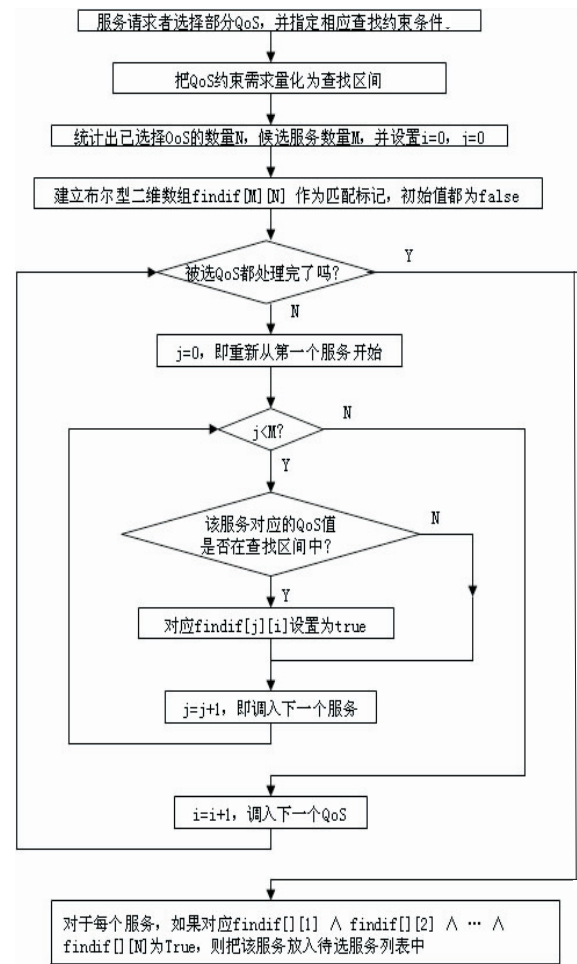 服务请求者选择部分QoS，并指定相应查找约束条件.
把QoS约束需求量化为查找区间
统计出已选择QoS的数量N，候选服务数量M，并设置i=0，j=0
建立布尔型二维数组findif[M][N] 作为匹配标记，初始值都为false
被选QoS都处理完了吗？
Y
N
j=0，即重新从第一个服务开始
j<M?
N
Y
该服务对应的QoS值
是否在查找区间中？
N
Y
对应findif[j][i]设置为true
j=j+1，即调入下一个服务
i=i+1，调入下一个QoS
对于每个服务，如果对应findif[][1] ∧ findif[][2] ∧ … ∧
findif[][N]为True，则把该服务放入待选服务列表中